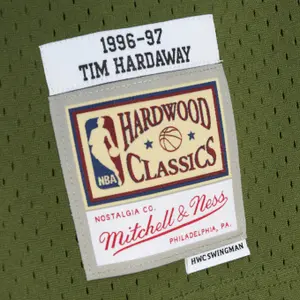 1996-97
TIM HARDAWAY
HARDWOOD
CLASSICS
NBA
NOSTALGIA CO.
Mitchell & Ness
PHILADELPHIA, PA.
HWCSWINGMAN